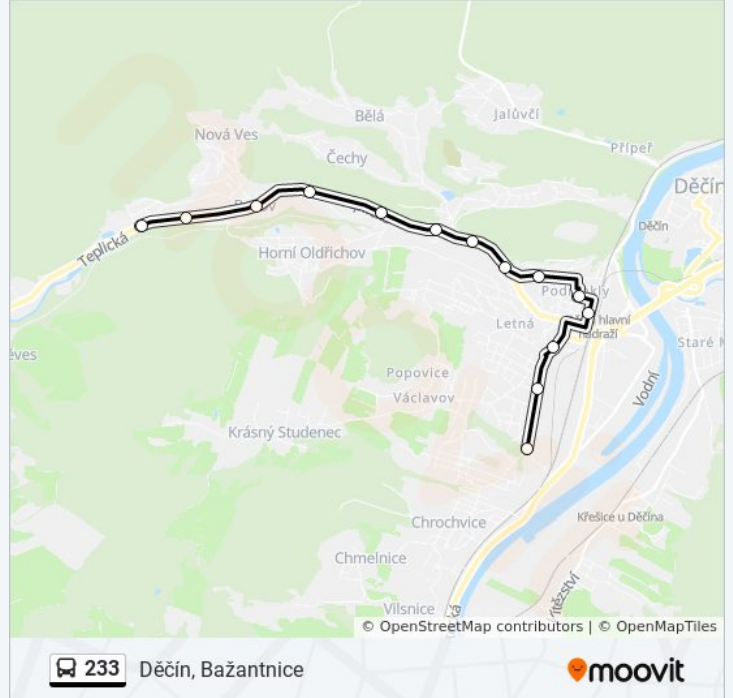 Bělá
Jalůvčí
Nová Ves
Čechy
Přípeř
Děčín
Teplická
Děčín
Horní Oldřichov
Letná
hlavní
nádraží
Staré M
Popovice
Václavov
Vodní
Krásný Studenec
Křešice u Děčína
Chrochvice
Chmelnice
Vilsnice
© OpenStreetMap contributors | © OpenMapTiles
233 Děčín, Bažantnice
moovit